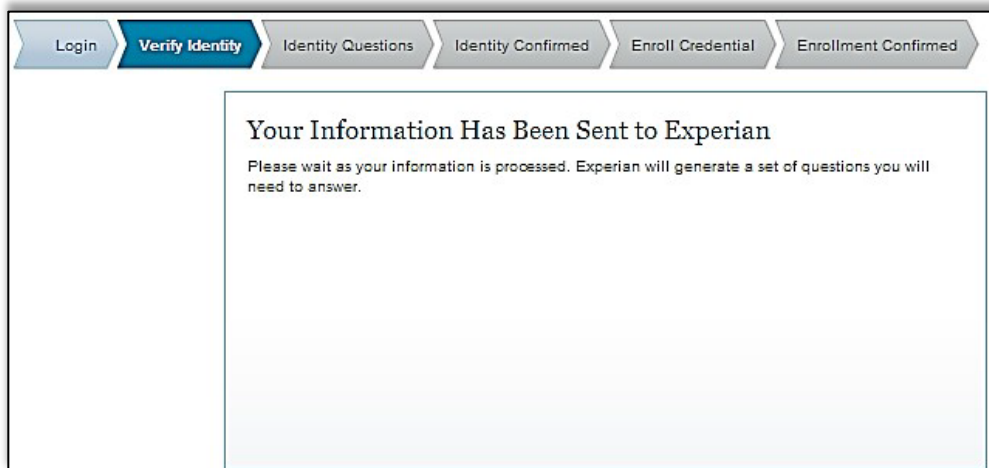 Login Verify Identity Identity Questions Identity Confirmed Enroll Credential Enrollment Confirmed
Your Information Has Been Sent to Experian
Please wait as your information is processed. Experian will generate a set of questions you will
need to answer.